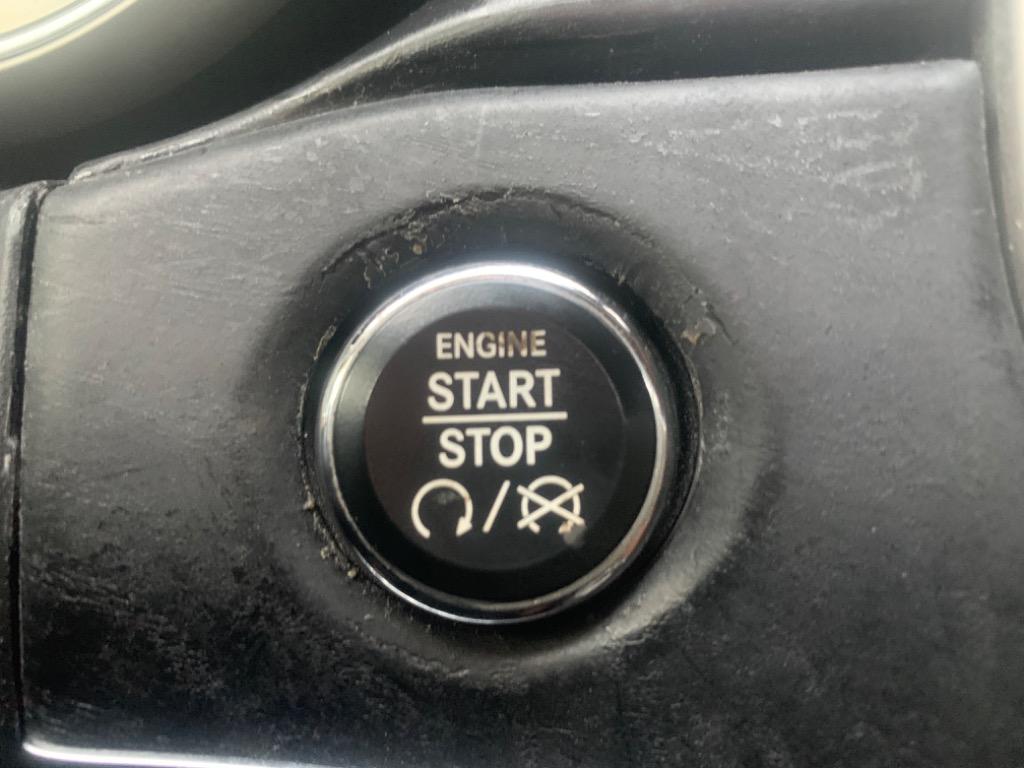 ENGINE
START
STOP
/